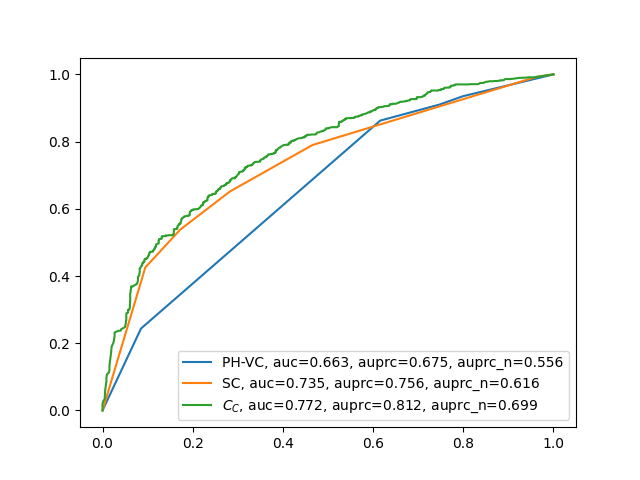 1.0
0.8
0.6
0.4
0.2
0.0
PH-VC, auc=0.663, auprc=0.675, auprc_n=0.556
SC, auc=0.735, auprc=0.756, auprc_n=0.616
C_C, auc=0.772, auprc=0.812, auprc_n=0.699
0.0 0.2 0.4 0.6 0.8 1.0